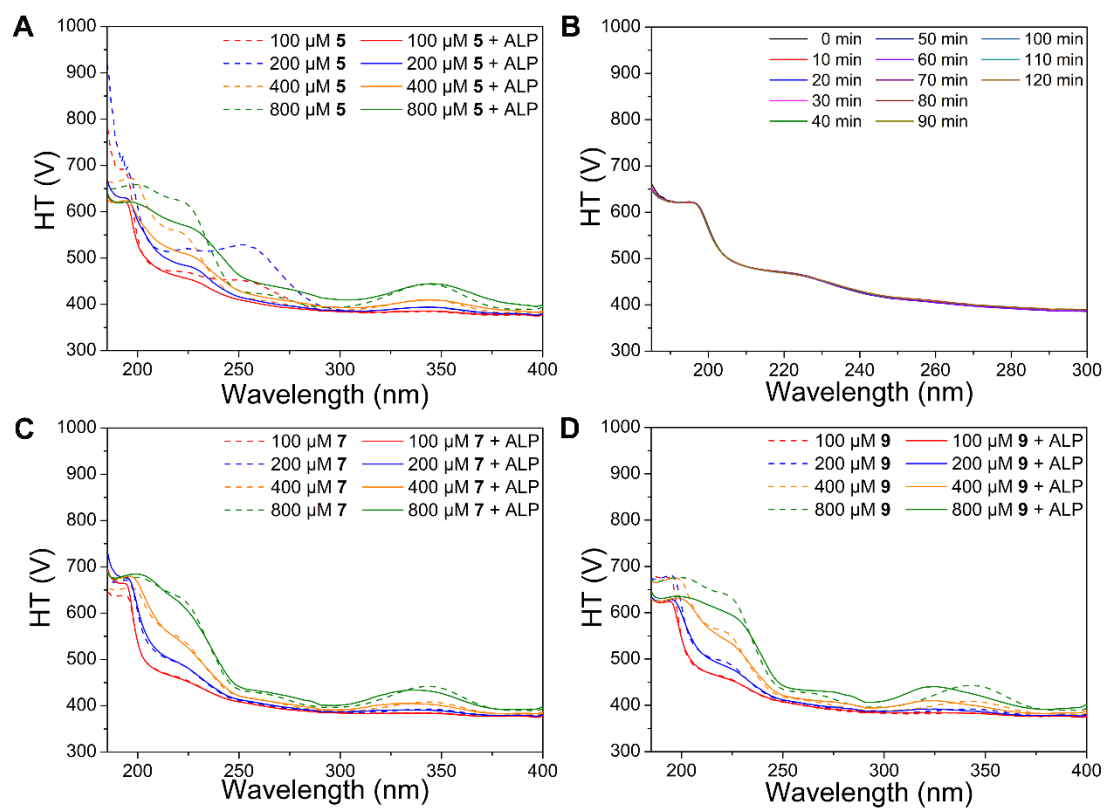 A
1000
900
800
700
600
500
400
300
HT (V)
100 µM 5 100 µM 5 + ALP
200 µM 5 200 µM 5 + ALP
400 µM 5 400 µM 5 + ALP
800 µM 5 800 µM 5 + ALP
200 250 300 350 400
Wavelength (nm)
B
1000
900
800
700
600
500
400
300
HT (V)
0 min 50 min 100 min
10 min 60 min 110 min
20 min 70 min 120 min
30 min 80 min
40 min 90 min
200 220 240 260 280 300
Wavelength (nm)
C
1000
900
800
700
600
500
400
300
HT (V)
100 µM 7 100 µM 7 + ALP
200 µM 7 200 µM 7 + ALP
400 µM 7 400 µM 7 + ALP
800 µM 7 800 µM 7 + ALP
200 250 300 350 400
Wavelength (nm)
D
1000
900
800
700
600
500
400
300
HT (V)
100 µM 9 100 µM 9 + ALP
200 µM 9 200 µM 9 + ALP
400 µM 9 400 µM 9 + ALP
800 µM 9 800 µM 9 + ALP
200 250 300 350 400
Wavelength (nm)